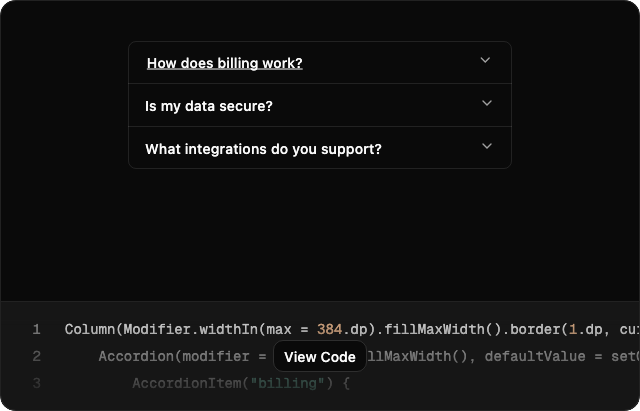 How does billing work?
Is my data secure?
What integrations do you support?
1 Column(Modifier.widthIn(max = 384.dp).fillMaxWidth().border(1.dp,
2 Accordion(modifier = View Code llMaxWidth(), defaultValue =
3 AccordionItem("billing") {